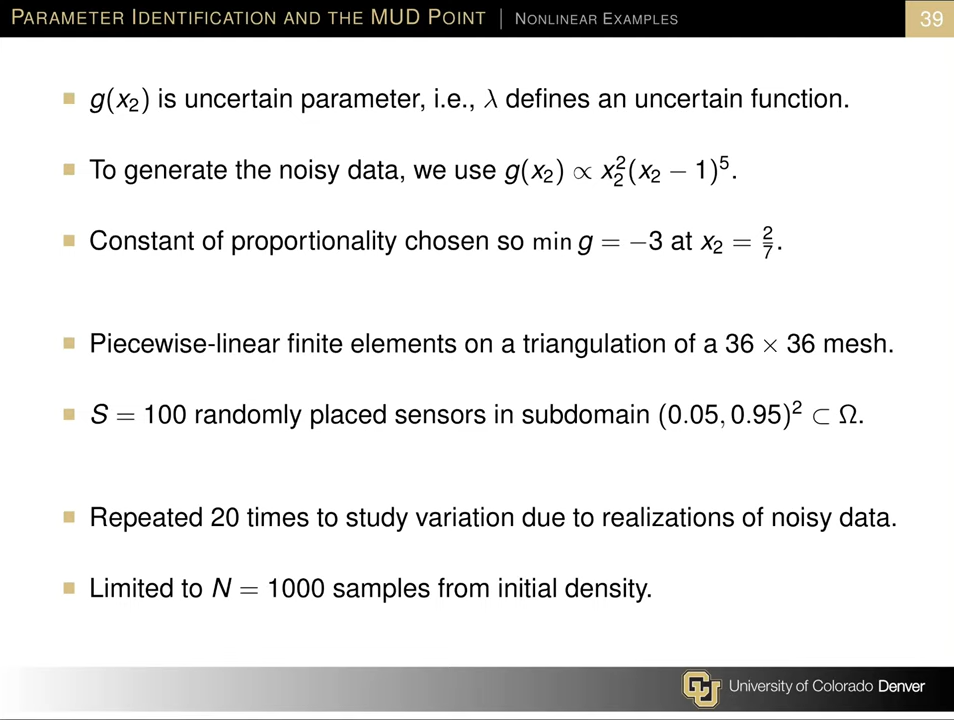 PARAMETER IDENTIFICATION AND THE MUD POINT | NONLINEAR EXAMPLES 39
g(x₂) is uncertain parameter, i.e., λ defines an uncertain function.
To generate the noisy data, we use g(x₂) ∝ x₂²(x₂ − 1)⁵.
Constant of proportionality chosen so min g = −3 at x₂ = 2/7.
Piecewise-linear finite elements on a triangulation of a 36 × 36 mesh.
S = 100 randomly placed sensors in subdomain (0.05, 0.95)² ⊂ Ω.
Repeated 20 times to study variation due to realizations of noisy data.
Limited to N = 1000 samples from initial density.
University of Colorado Denver